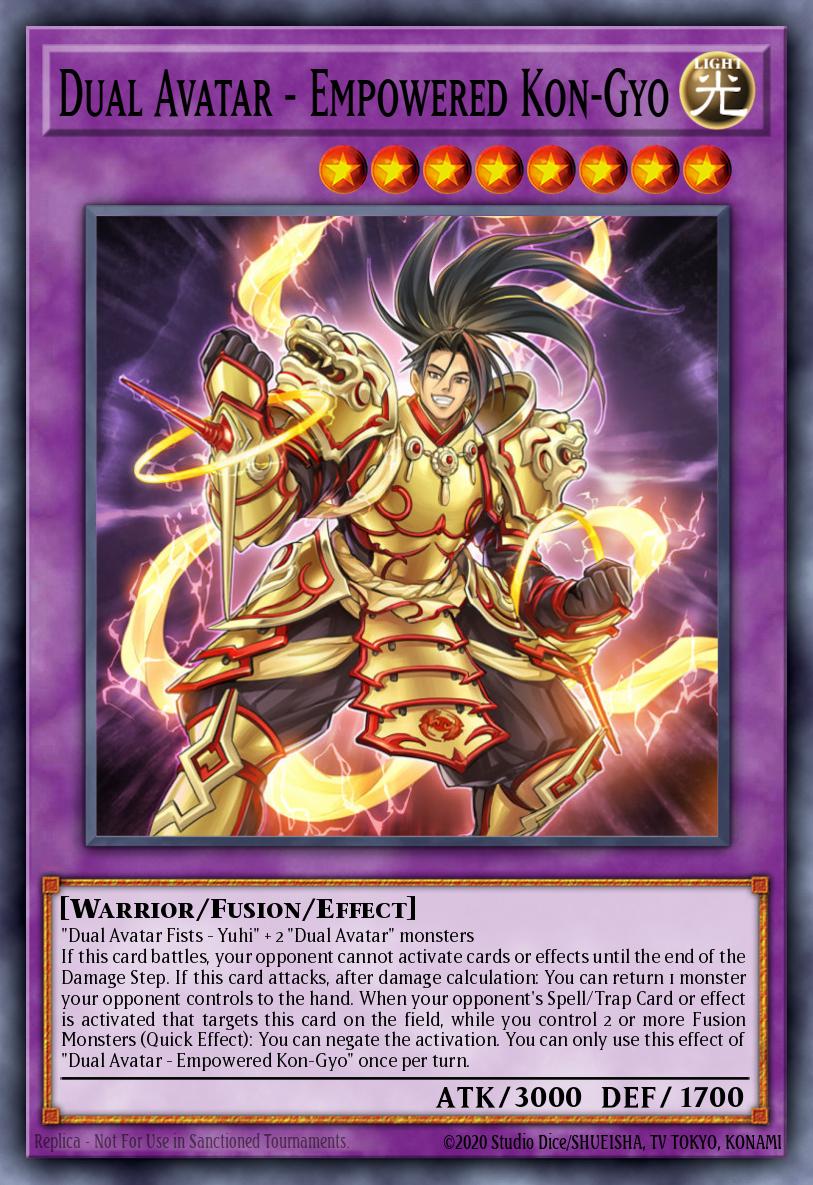 Dual Avatar - Empowered Kon-Gyo
LIGHT
光
[Warrior/Fusion/Effect]
"Dual Avatar Fists - Yuhi" + 2 "Dual Avatar" monsters
If this card battles, your opponent cannot activate cards or effects until the end of the
Damage Step. If this card attacks, after damage calculation: You can return 1 monster
your opponent controls to the hand. When your opponent's Spell/Trap Card or effect
is activated that targets this card on the field, while you control 2 or more Fusion
Monsters (Quick Effect): You can negate the activation. You can only use this effect of
"Dual Avatar - Empowered Kon-Gyo" once per turn.
ATK/3000 DEF/1700
Replica - Not For Use in Sanctioned Tournaments.
©2020 Studio Dice/SHUEISHA, TV TOKYO, KONAMI